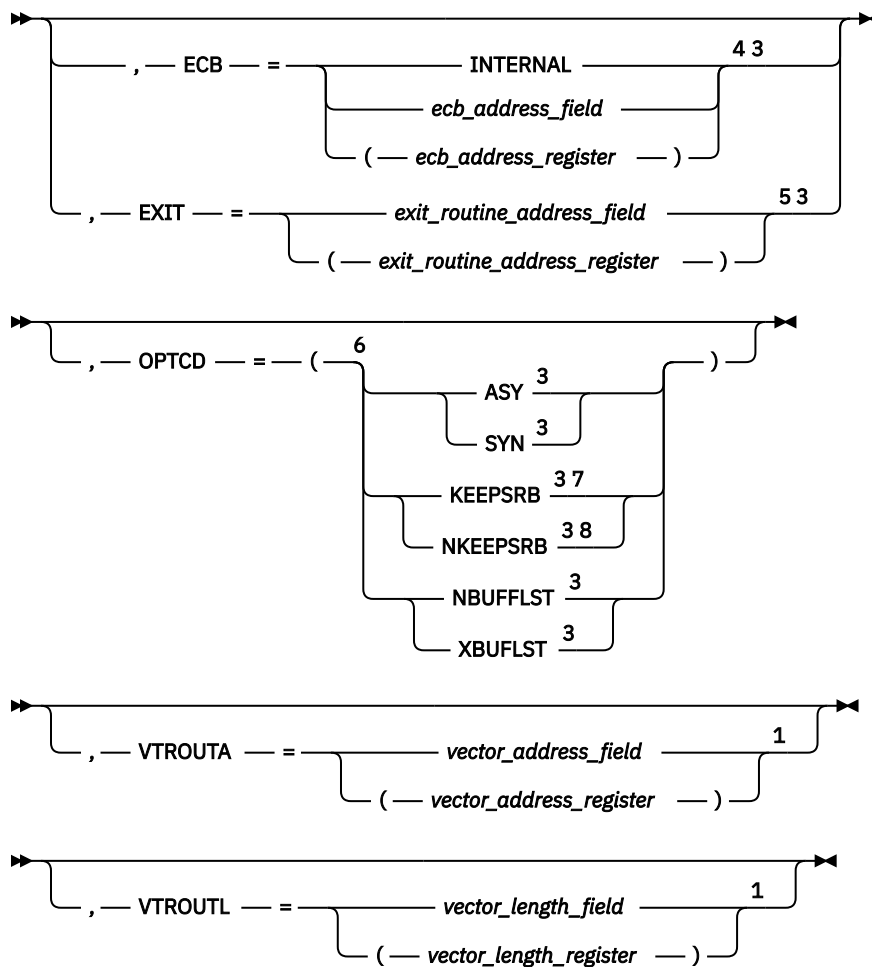 4 3
, ECB = INTERNAL
ecb_address_field
( ecb_address_register )
5 3
, EXIT = exit_routine_address_field
( exit_routine_address_register )
6
, OPTCD = ( )
ASY 3
SYN 3
KEEPSRB 3 7
NKEEPSRB 3 8
NBUFFLST 3
XBUFLST 3
1
, VTROUTA = vector_address_field
( vector_address_register )
1
, VTROUTL = vector_length_field
( vector_length_register )